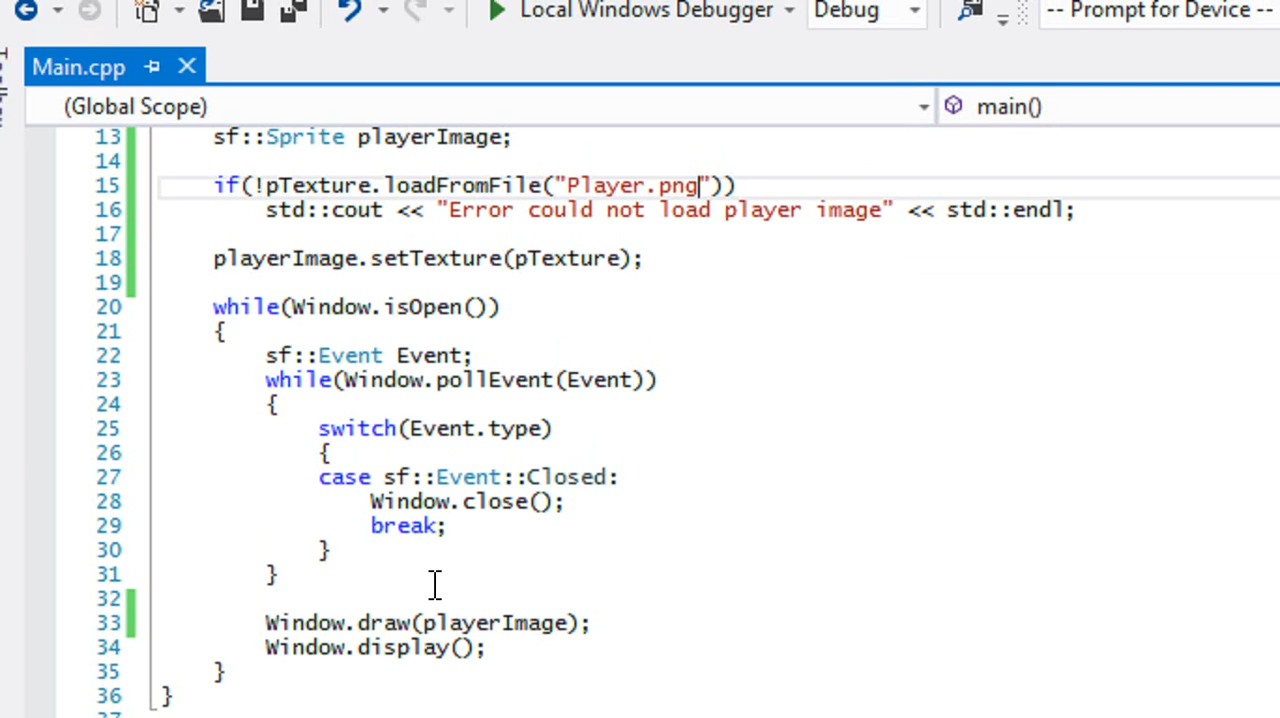 Local Windows Debugger Debug -- Prompt for Device --
Main.cpp
(Global Scope) main()
13 sf::Sprite playerImage;
14
15 if(!pTexture.loadFromFile("Player.png"))
16 std::cout << "Error could not load player image" << std::endl;
17
18 playerImage.setTexture(pTexture);
19
20 while(Window.isOpen())
21 {
22 sf::Event Event;
23 while(Window.pollEvent(Event))
24 {
25 switch(Event.type)
26 {
27 case sf::Event::Closed:
28 Window.close();
29 break;
30 }
31 }
32
33 Window.draw(playerImage);
34 Window.display();
35 }
36 }